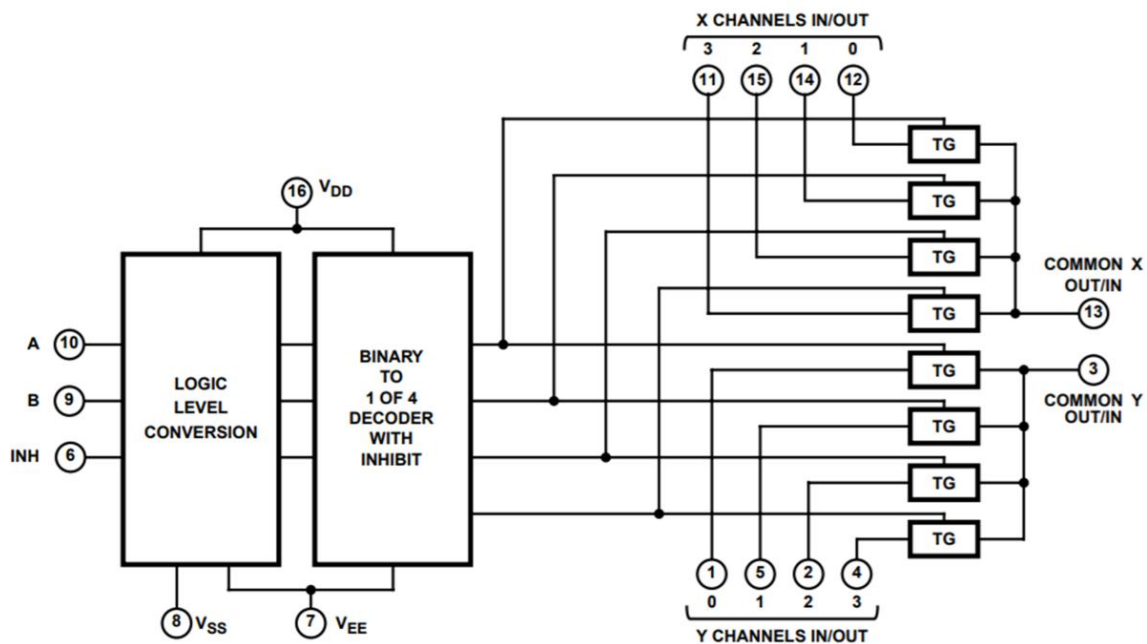 X CHANNELS IN/OUT
3 2 1 0
11 15 14 12
TG
TG
16 VDD
TG
COMMON X
OUT/IN
TG
13
A 10
BINARY
TO
1 OF 4
DECODER
WITH
INHIBIT
LOGIC
LEVEL
CONVERSION
B 9
INH 6
TG
3
COMMON Y
OUT/IN
TG
TG
TG
1 5 2 4
0 1 2 3
8 VSS
7 VEE
Y CHANNELS IN/OUT